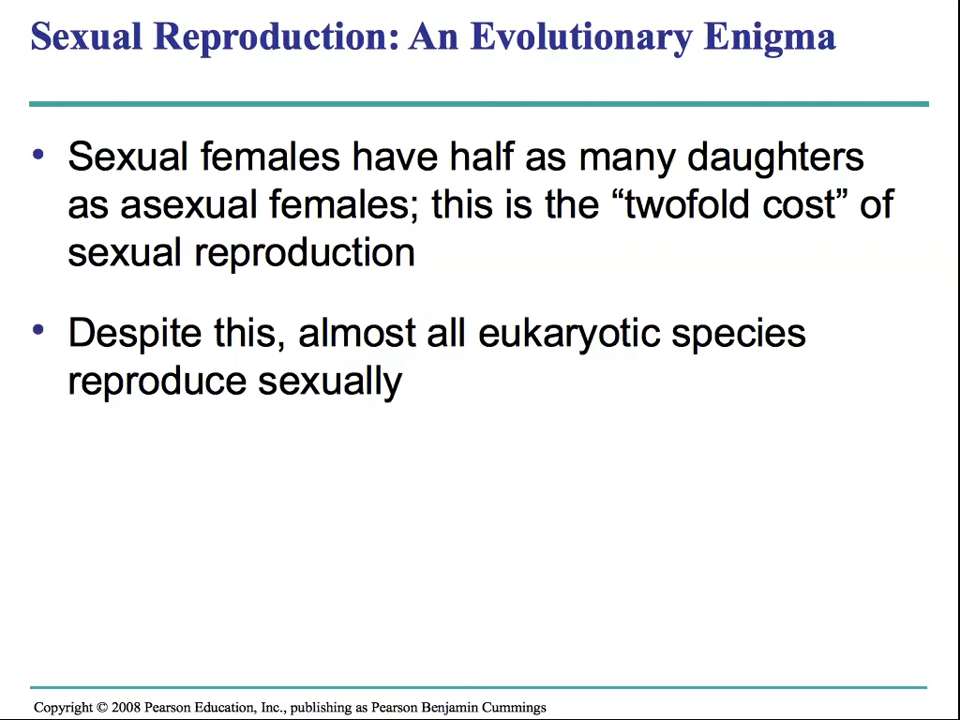 Sexual Reproduction: An Evolutionary Enigma
• Sexual females have half as many daughters
as asexual females; this is the “twofold cost” of
sexual reproduction
• Despite this, almost all eukaryotic species
reproduce sexually
Copyright © 2008 Pearson Education, Inc., publishing as Pearson Benjamin Cummings